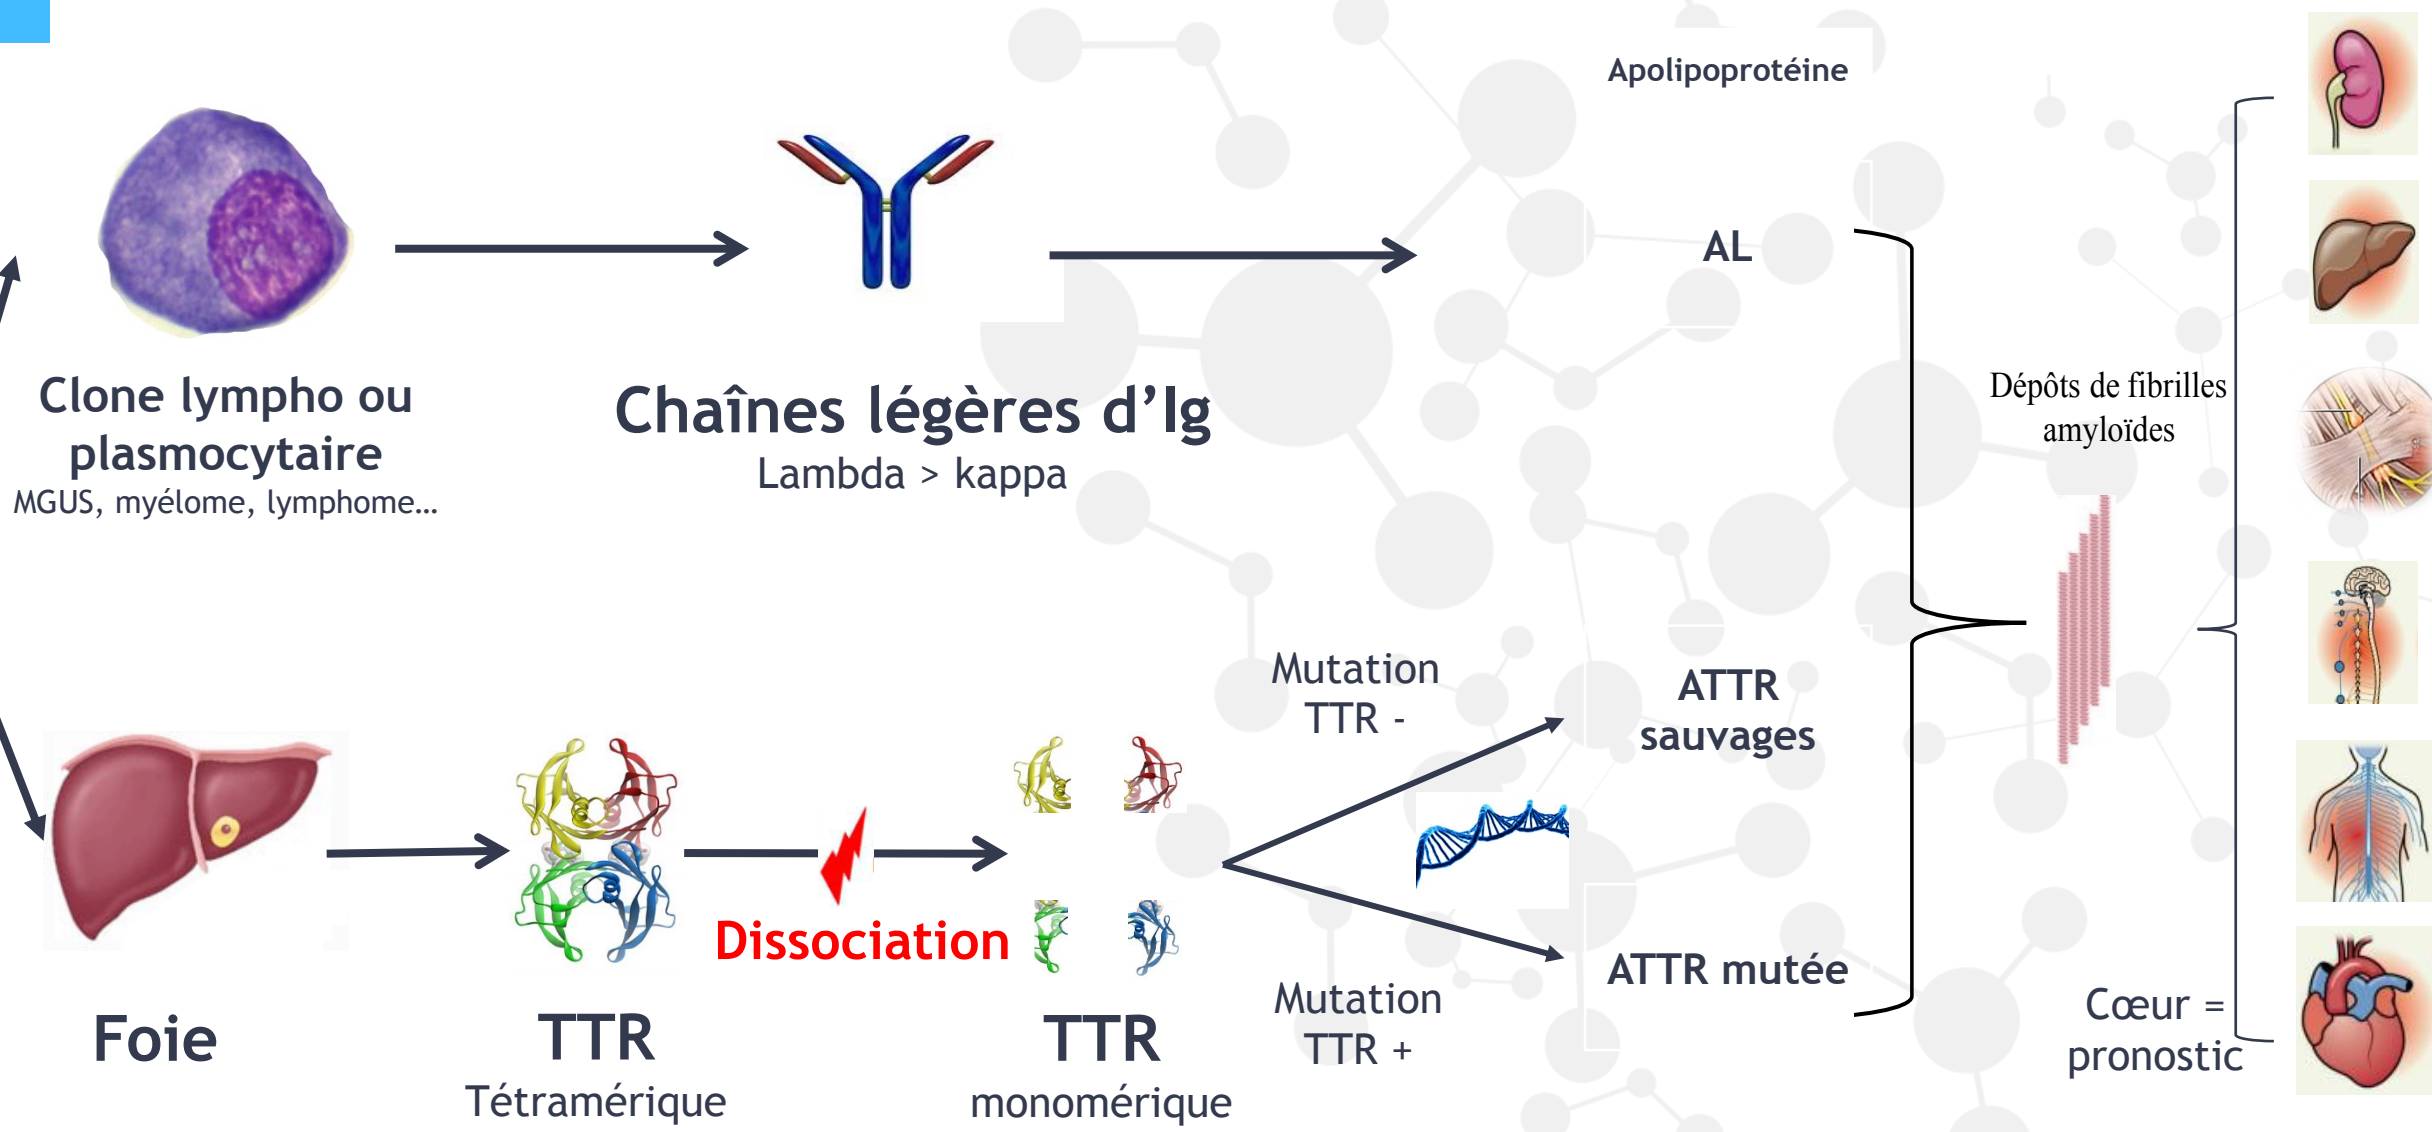 Apolipoprotéine
AL
Clone lympho ou
plasmocytaire
MGUS, myélome, lymphome…
Chaînes légères d’Ig
Lambda > kappa
Dépôts de fibrilles
amyloïdes
Mutation
TTR -
ATTR
sauvages
Dissociation
ATTR mutée
Mutation
TTR +
Foie
TTR
Tétramérique
TTR
monomérique
Cœur =
pronostic